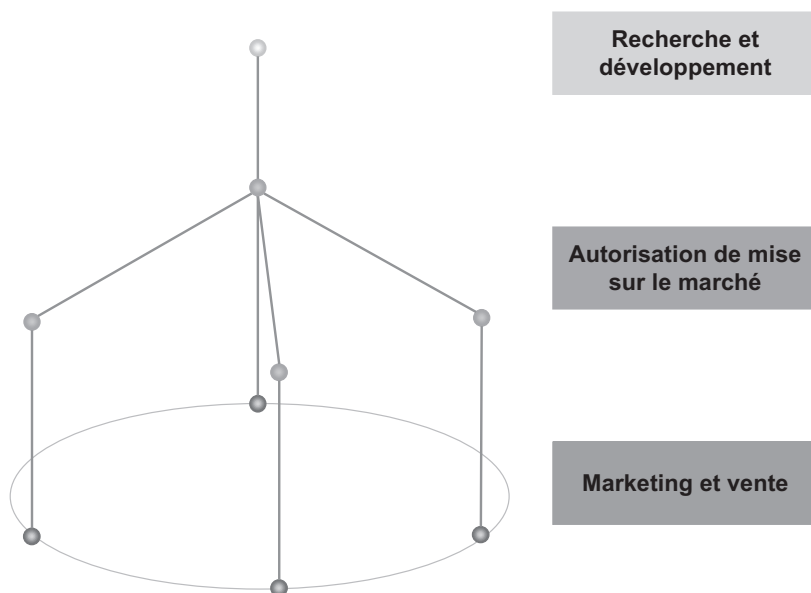 Recherche et
développement
Autorisation de mise
sur le marché
Marketing et vente